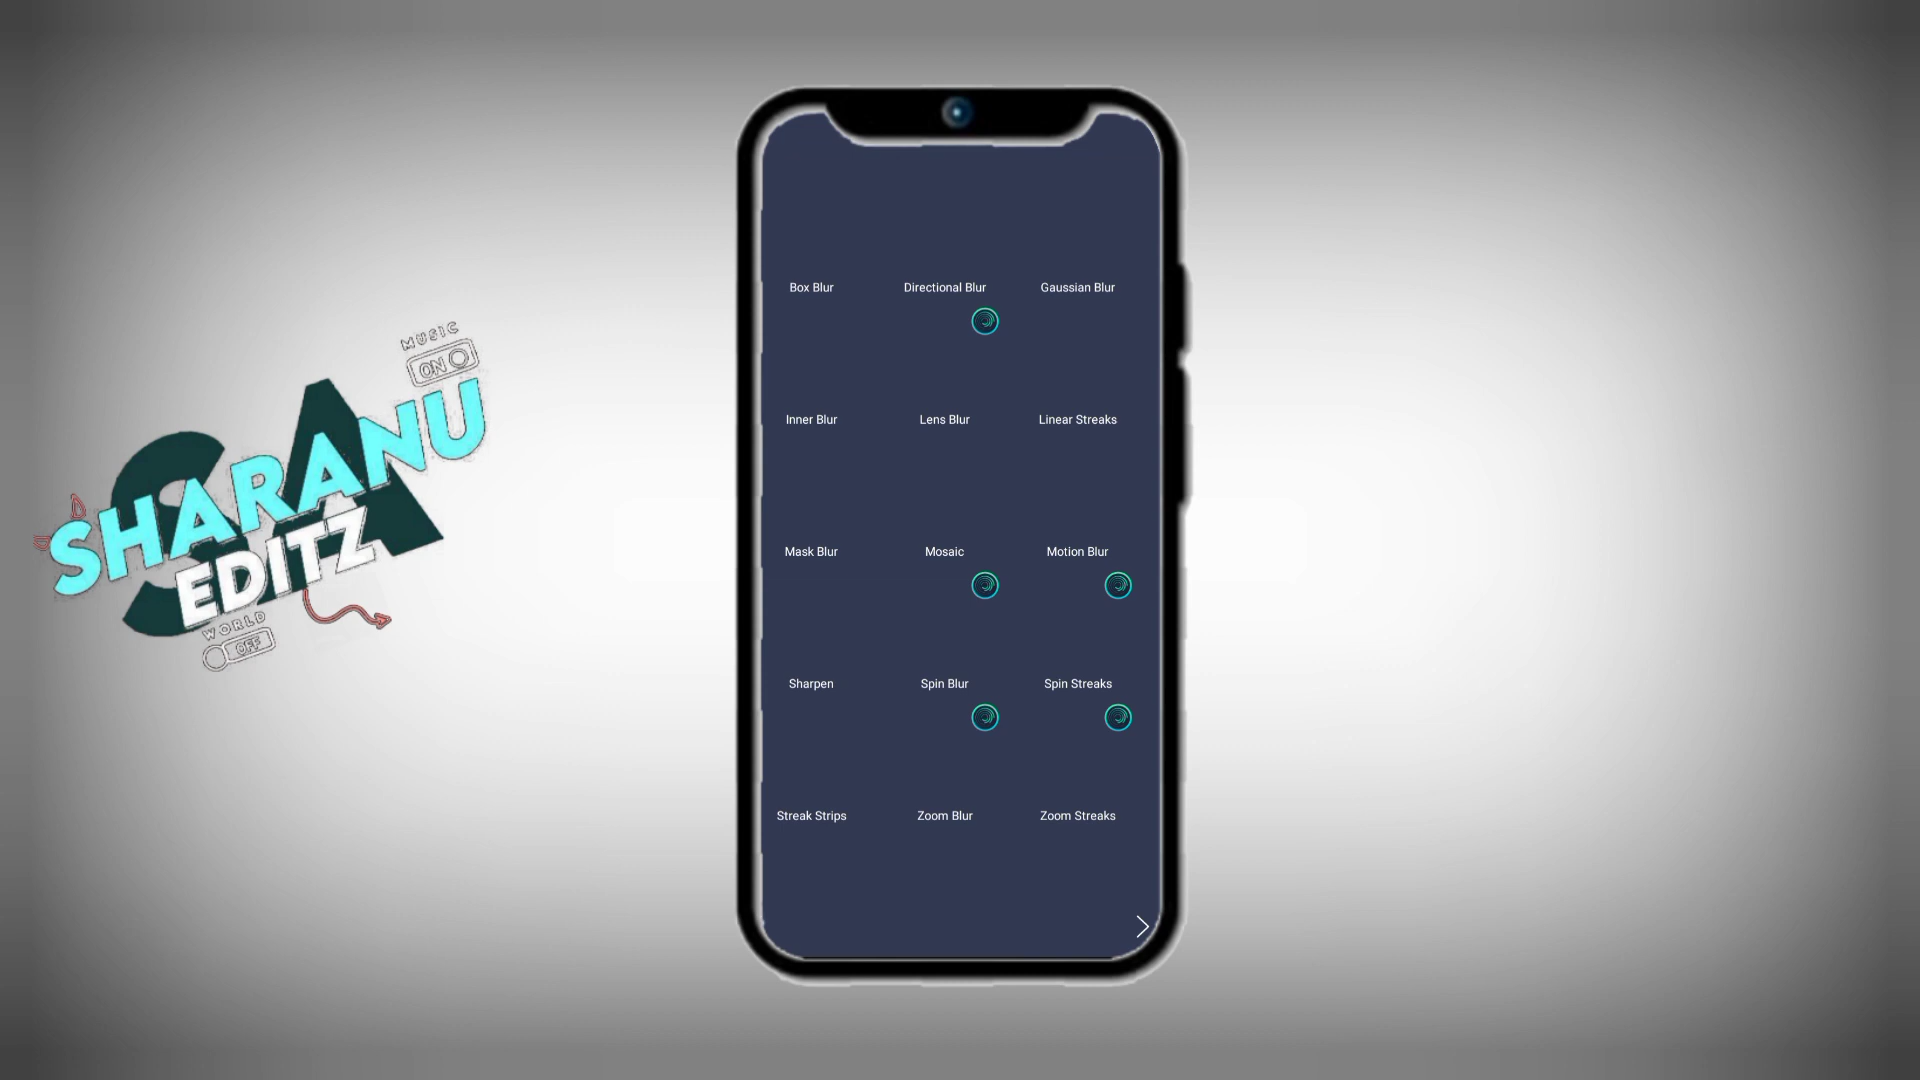 MUSIC
ON
SA
SHARANU
EDITZ
WORLD
OFF
Box Blur
Directional Blur
Gaussian Blur
Inner Blur
Lens Blur
Linear Streaks
Mask Blur
Mosaic
Motion Blur
Sharpen
Spin Blur
Spin Streaks
Streak Strips
Zoom Blur
Zoom Streaks